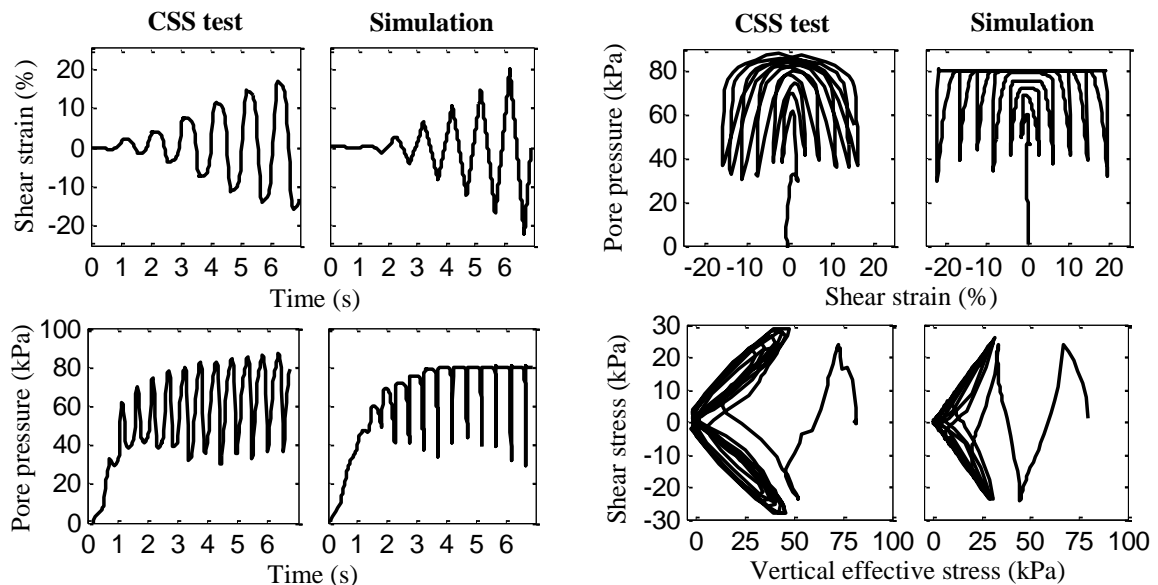 CSS test
Simulation
Shear strain (%)
20
10
0
-10
-20
0 1 2 3 4 5 6
0 1 2 3 4 5 6
Time (s)
Pore pressure (kPa)
100
80
60
40
20
0
0 1 2 3 4 5 6
0 1 2 3 4 5 6
Time (s)
CSS test
Simulation
Pore pressure (kPa)
80
60
40
20
0
-20 -10 0 10 20
-20 -10 0 10 20
Shear strain (%)
Shear stress (kPa)
30
20
10
0
-10
-20
-30
0 25 50 75 100
0 25 50 75 100
Vertical effective stress (kPa)